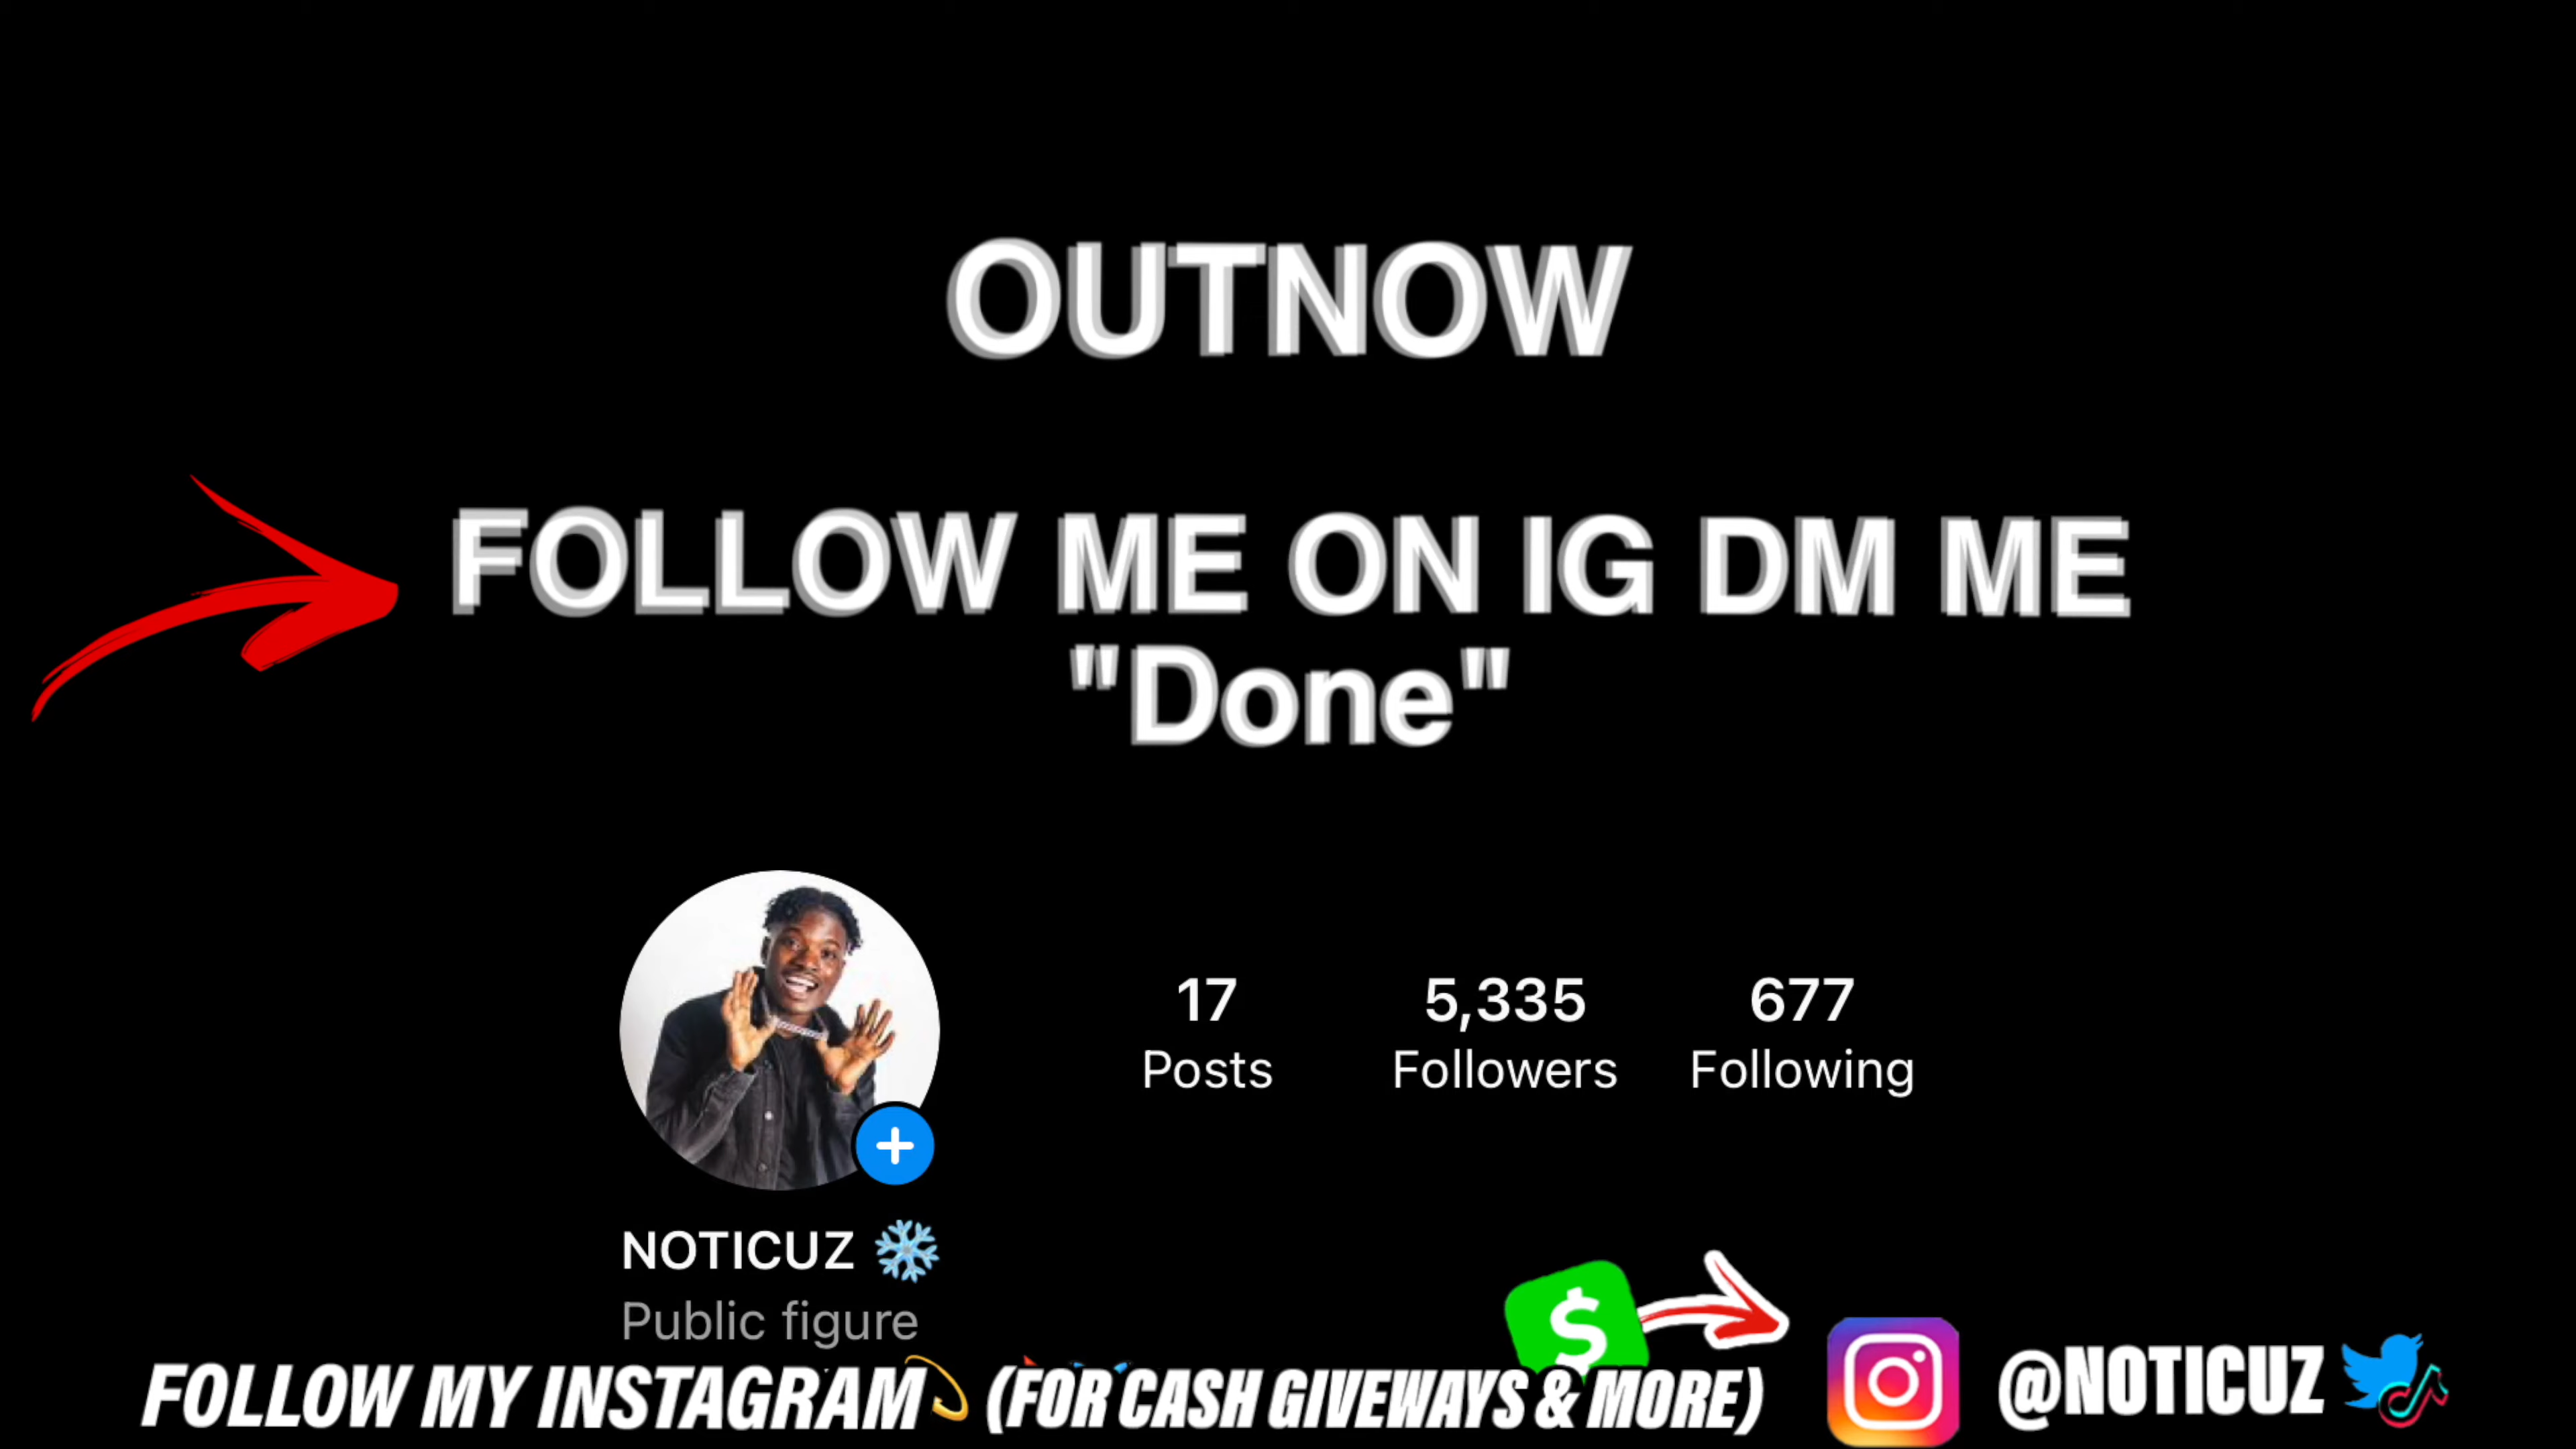 OUTNOW
FOLLOW ME ON IG DM ME
"Done"
17
Posts
5,335
Followers
677
Following
NOTICUZ
Public figure
$
FOLLOW MY INSTAGRAM (FOR CASH GIVEWAYS & MORE)
@NOTICUZ